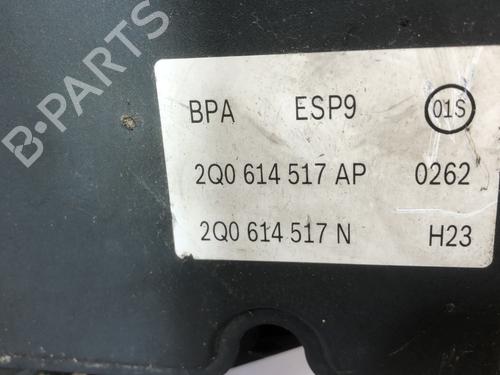 B-PARTS
BPA ESP9 01S
2Q0 614 517 AP 0262
2Q0 614 517 N H23